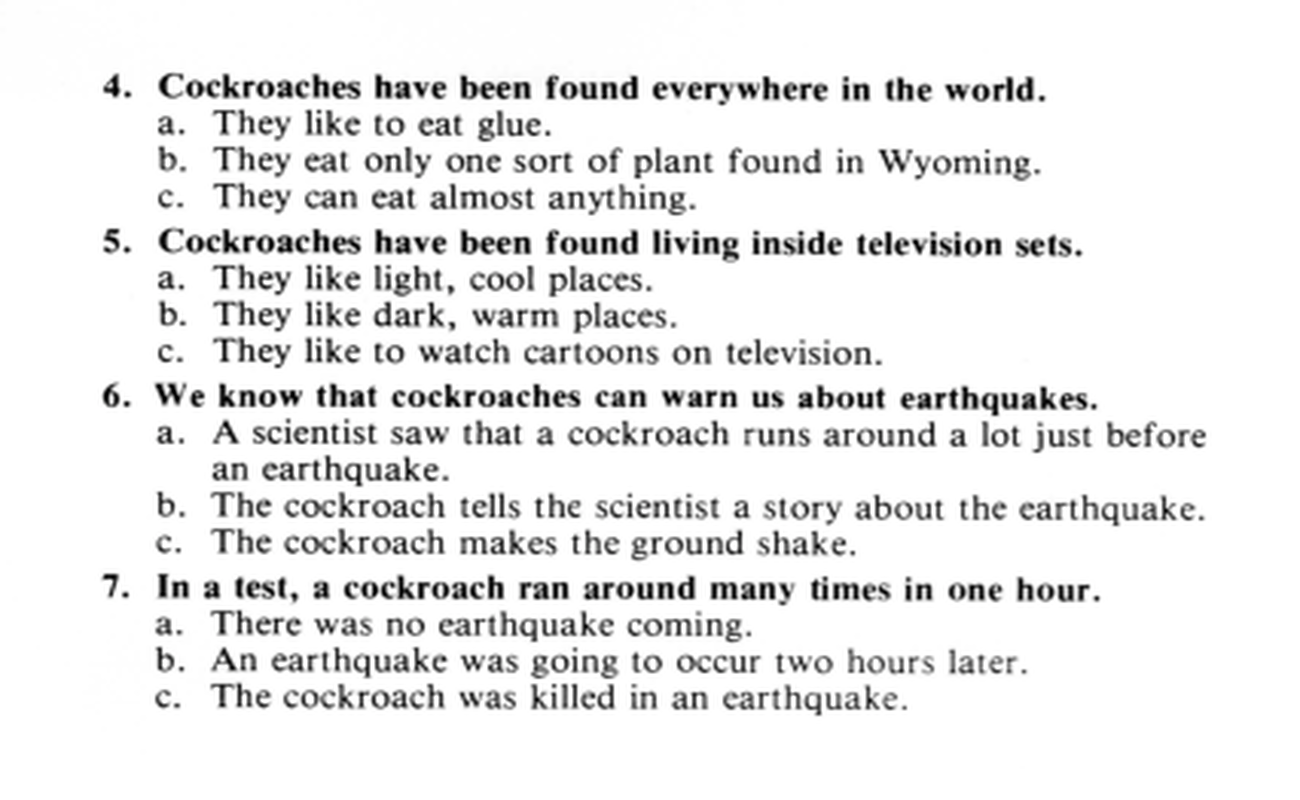 4. Cockroaches have been found everywhere in the world.
a. They like to eat glue.
b. They eat only one sort of plant found in Wyoming.
c. They can eat almost anything.
5. Cockroaches have been found living inside television sets.
a. They like light, cool places.
b. They like dark, warm places.
c. They like to watch cartoons on television.
6. We know that cockroaches can warn us about earthquakes.
a. A scientist saw that a cockroach runs around a lot just before
an earthquake.
b. The cockroach tells the scientist a story about the earthquake.
c. The cockroach makes the ground shake.
7. In a test, a cockroach ran around many times in one hour.
a. There was no earthquake coming.
b. An earthquake was going to occur two hours later.
c. The cockroach was killed in an earthquake.